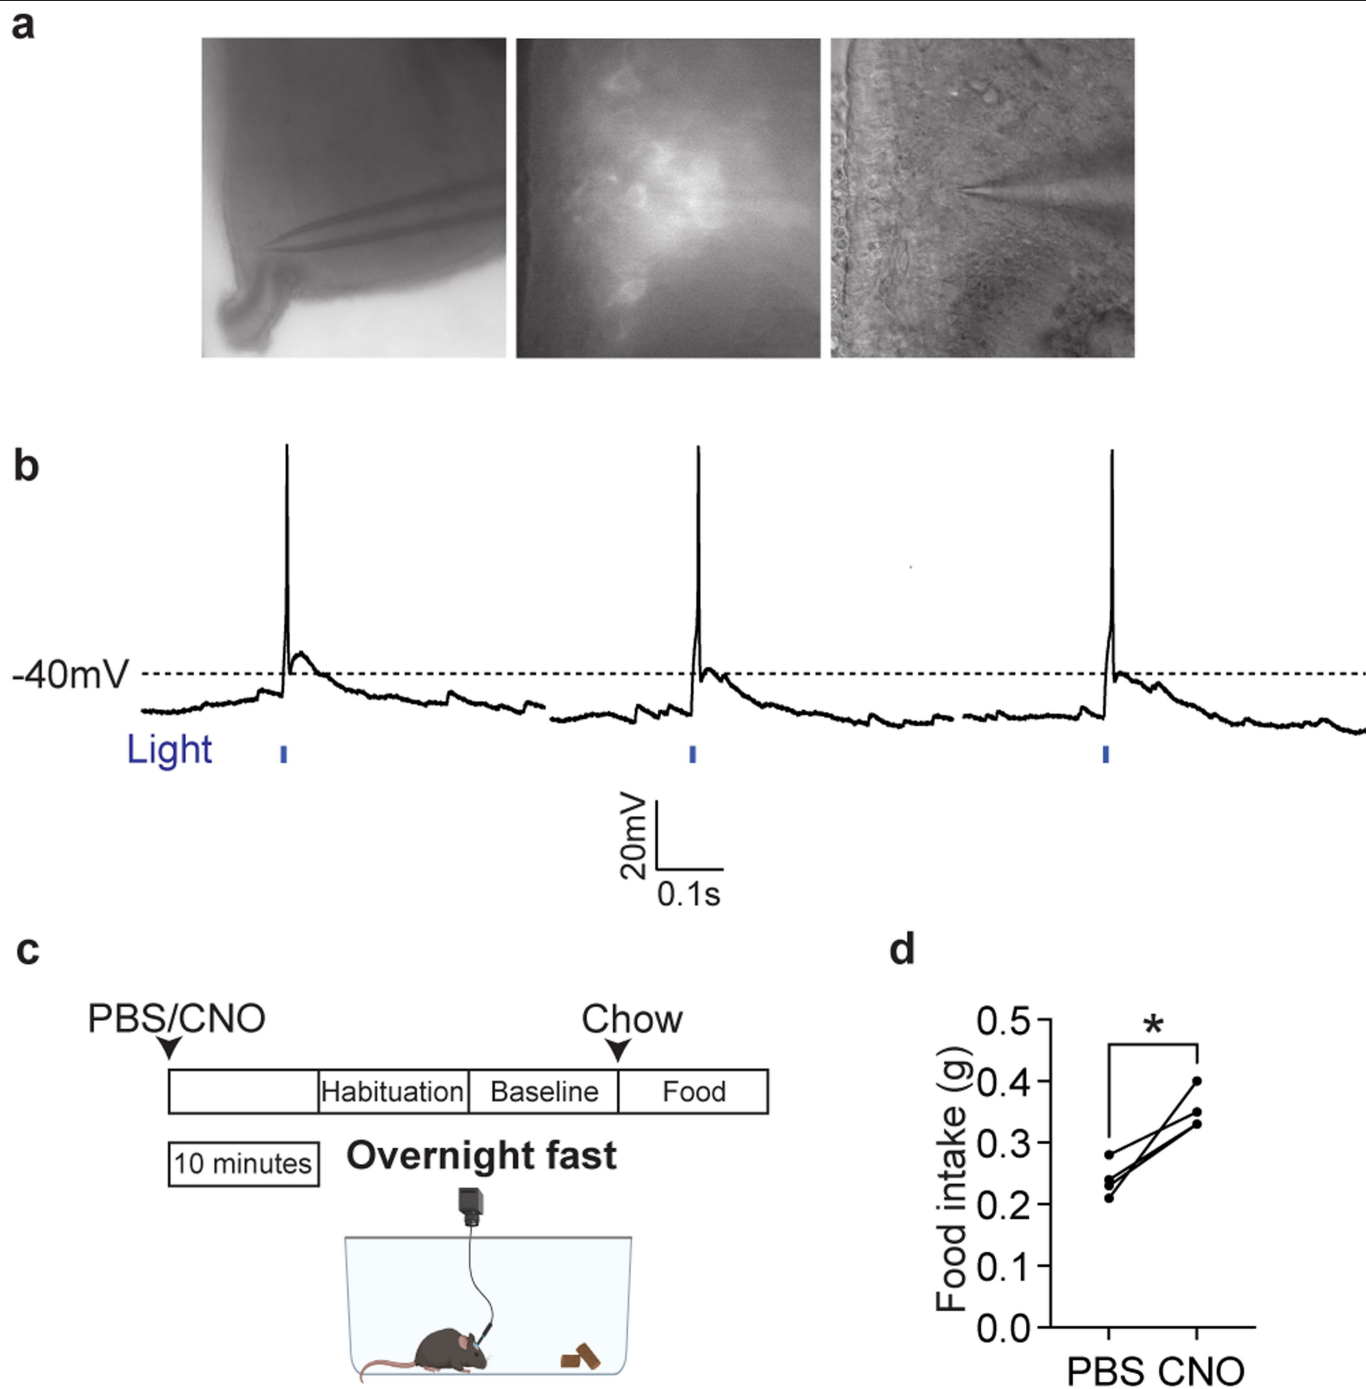 a
b
-40mV
Light
20mV
0.1s
c
PBS/CNO
Chow
Habituation
Baseline
Food
10 minutes
Overnight fast
d
*
Food intake (g)
0.5
0.4
0.3
0.2
0.1
0.0
PBS CNO